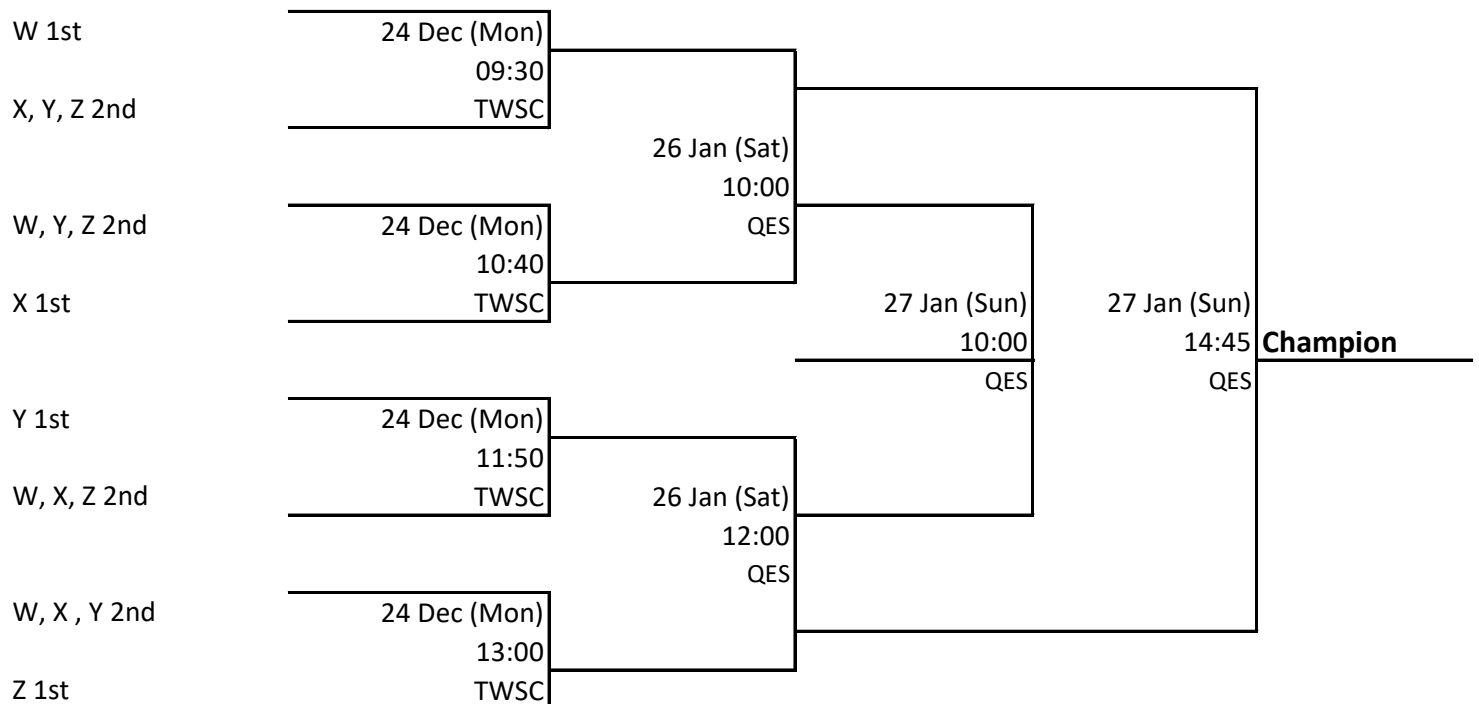 W 1st
24 Dec (Mon)
09:30
X, Y, Z 2nd
TWSC
26 Jan (Sat)
10:00
QES
W, Y, Z 2nd
24 Dec (Mon)
10:40
X 1st
TWSC
27 Jan (Sun)
10:00
QES
27 Jan (Sun)
14:45
QES
Champion
Y 1st
24 Dec (Mon)
11:50
W, X, Z 2nd
TWSC
26 Jan (Sat)
12:00
QES
W, X , Y 2nd
24 Dec (Mon)
13:00
Z 1st
TWSC